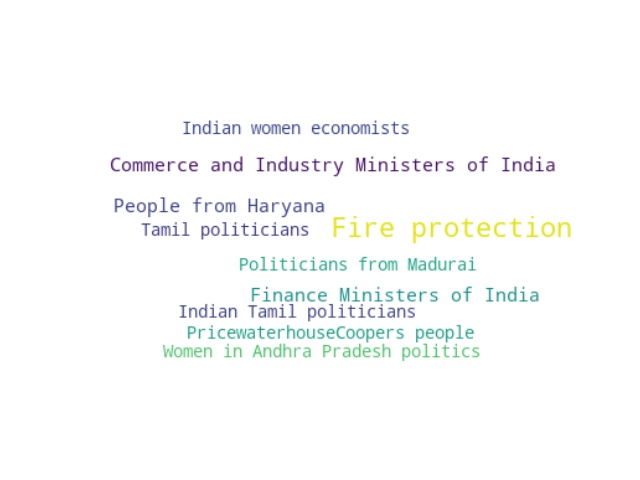 Indian women economists
Commerce and Industry Ministers of India
People from Haryana
Tamil politicians
Fire protection
Politicians from Madurai
Finance Ministers of India
Indian Tamil politicians
PricewaterhouseCoopers people
Women in Andhra Pradesh politics